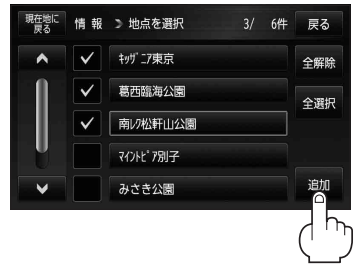 現在地に
戻る
情 報 地点を選択 3/ 6件 戻る
ｷｯｻﾞﾆｱ東京 全解除
葛西臨海公園
全選択
南ﾚｸ松軒山公園
ﾏｲﾝﾄﾋﾟｱ別子
みさき公園 追加